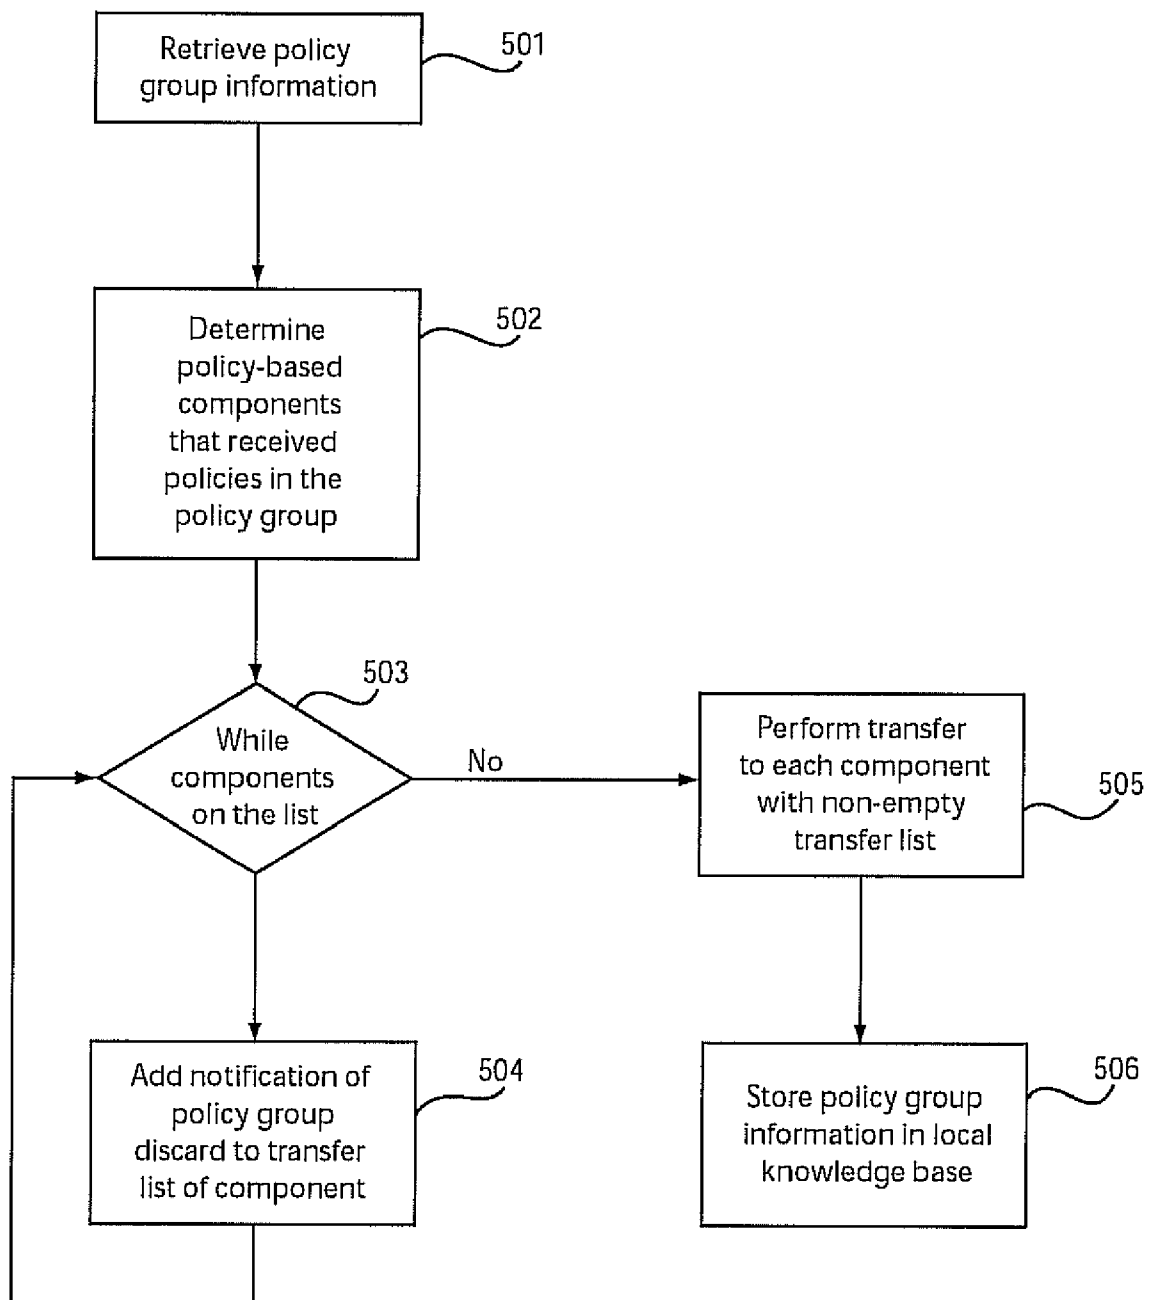 Retrieve policy
group information
501
Determine
policy-based
components
that received
policies in the
policy group
502
503
While
components
on the list
No
Perform transfer
to each component
with non-empty
transfer list
505
Add notification of
policy group
discard to transfer
list of component
504
Store policy group
information in local
knowledge base
506